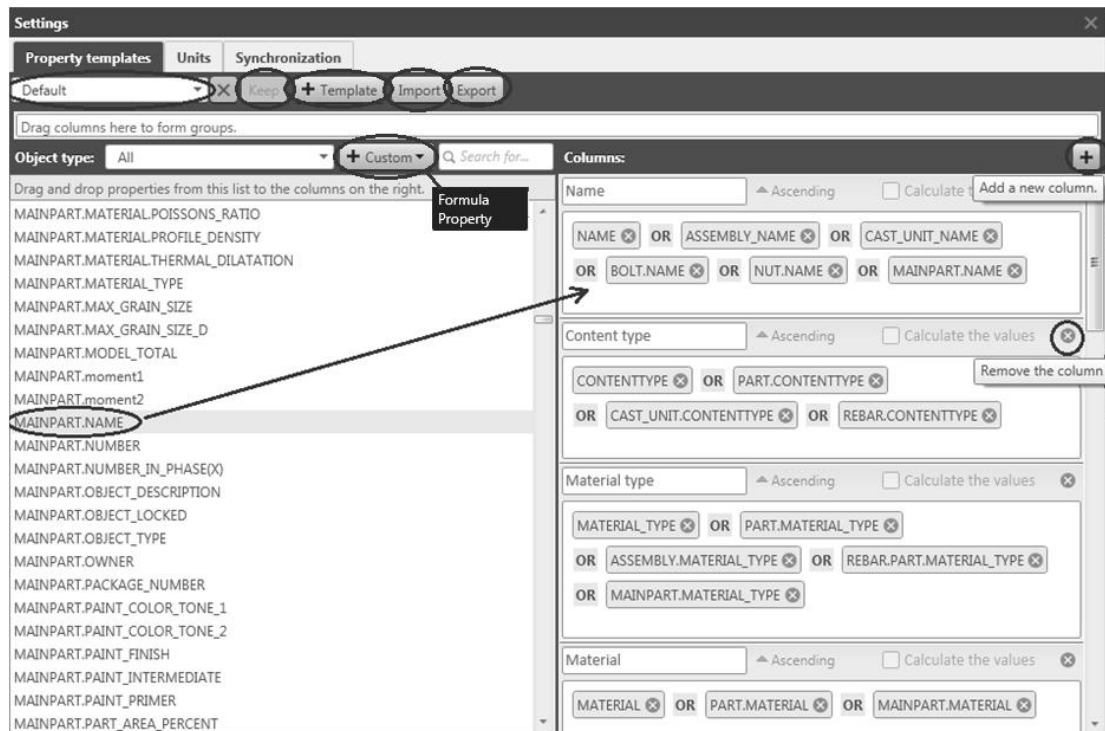 Settings
Property templates Units Synchronization
Default Keep + Template Import Export
Drag columns here to form groups.
Object type: All + Custom Search for... Columns: +
Drag and drop properties from this list to the columns on the right.
Formula
Property
MAINPART.MATERIAL.POISSONS_RATIO
MAINPART.MATERIAL.PROFILE_DENSITY
MAINPART.MATERIAL.THERMAL_DILATATION
MAINPART.MATERIAL_TYPE
MAINPART.MAX_GRAIN_SIZE
MAINPART.MAX_GRAIN_SIZE_D
MAINPART.MODEL_TOTAL
MAINPART.moment1
MAINPART.moment2
MAINPART.NAME
MAINPART.NUMBER
MAINPART.NUMBER_IN_PHASE(X)
MAINPART.OBJECT_DESCRIPTION
MAINPART.OBJECT_LOCKED
MAINPART.OBJECT_TYPE
MAINPART.OWNER
MAINPART.PACKAGE_NUMBER
MAINPART.PAINT_COLOR_TONE_1
MAINPART.PAINT_COLOR_TONE_2
MAINPART.PAINT_FINISH
MAINPART.PAINT_INTERMEDIATE
MAINPART.PAINT_PRIMER
MAINPART.PART_AREA_PERCENT
Name Ascending Calculate t Add a new column.
NAME OR ASSEMBLY_NAME OR CAST_UNIT_NAME
OR BOLT.NAME OR NUT.NAME OR MAINPART.NAME
Content type Ascending Calculate the values
Remove the column
CONTENTTYPE OR PART.CONTENTTYPE
OR CAST_UNIT.CONTENTTYPE OR REBAR.CONTENTTYPE
Material type Ascending Calculate the values
MATERIAL_TYPE OR PART.MATERIAL_TYPE
OR ASSEMBLY.MATERIAL_TYPE OR REBAR.PART.MATERIAL_TYPE
OR MAINPART.MATERIAL_TYPE
Material Ascending Calculate the values
MATERIAL OR PART.MATERIAL OR MAINPART.MATERIAL